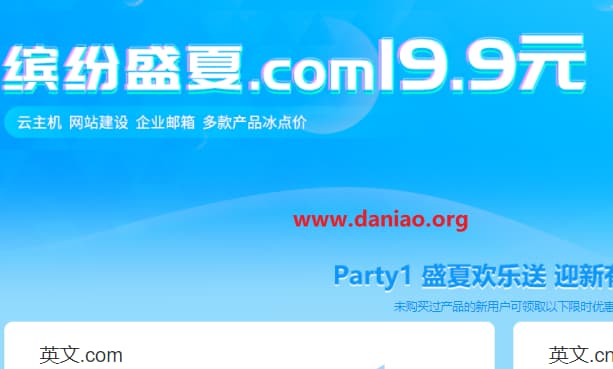 缤纷盛夏.com19.9元
云主机 网站建设 企业邮箱 多款产品冰点价
www.daniao.org
Party1 盛夏欢乐送 迎新有
未购买过产品的新用户可领取以下限时优惠
英文.com
英文.cn